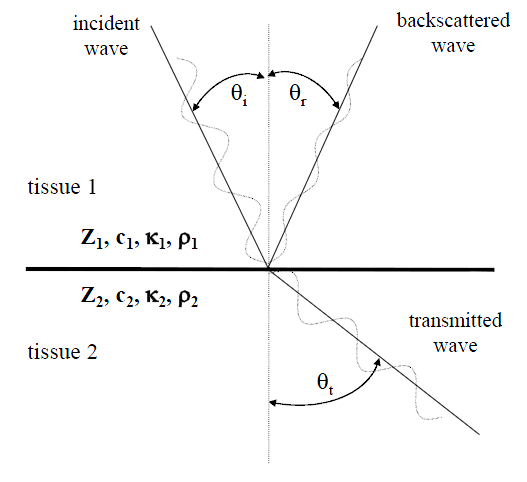 incident
wave
backscattered
wave
θi
θr
tissue 1
Z1, c1, κ1, ρ1
Z2, c2, κ2, ρ2
tissue 2
transmitted
wave
θt